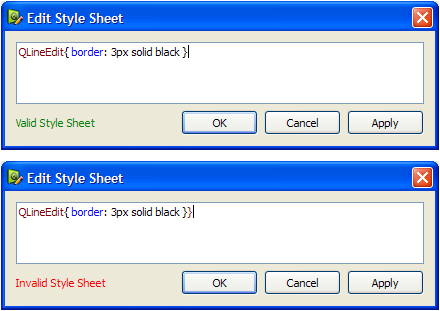 Edit Style Sheet
QLineEdit{ border: 3px solid black }
Valid Style Sheet
OK
Cancel
Apply
Edit Style Sheet
QLineEdit{ border: 3px solid black }}
Invalid Style Sheet
OK
Cancel
Apply